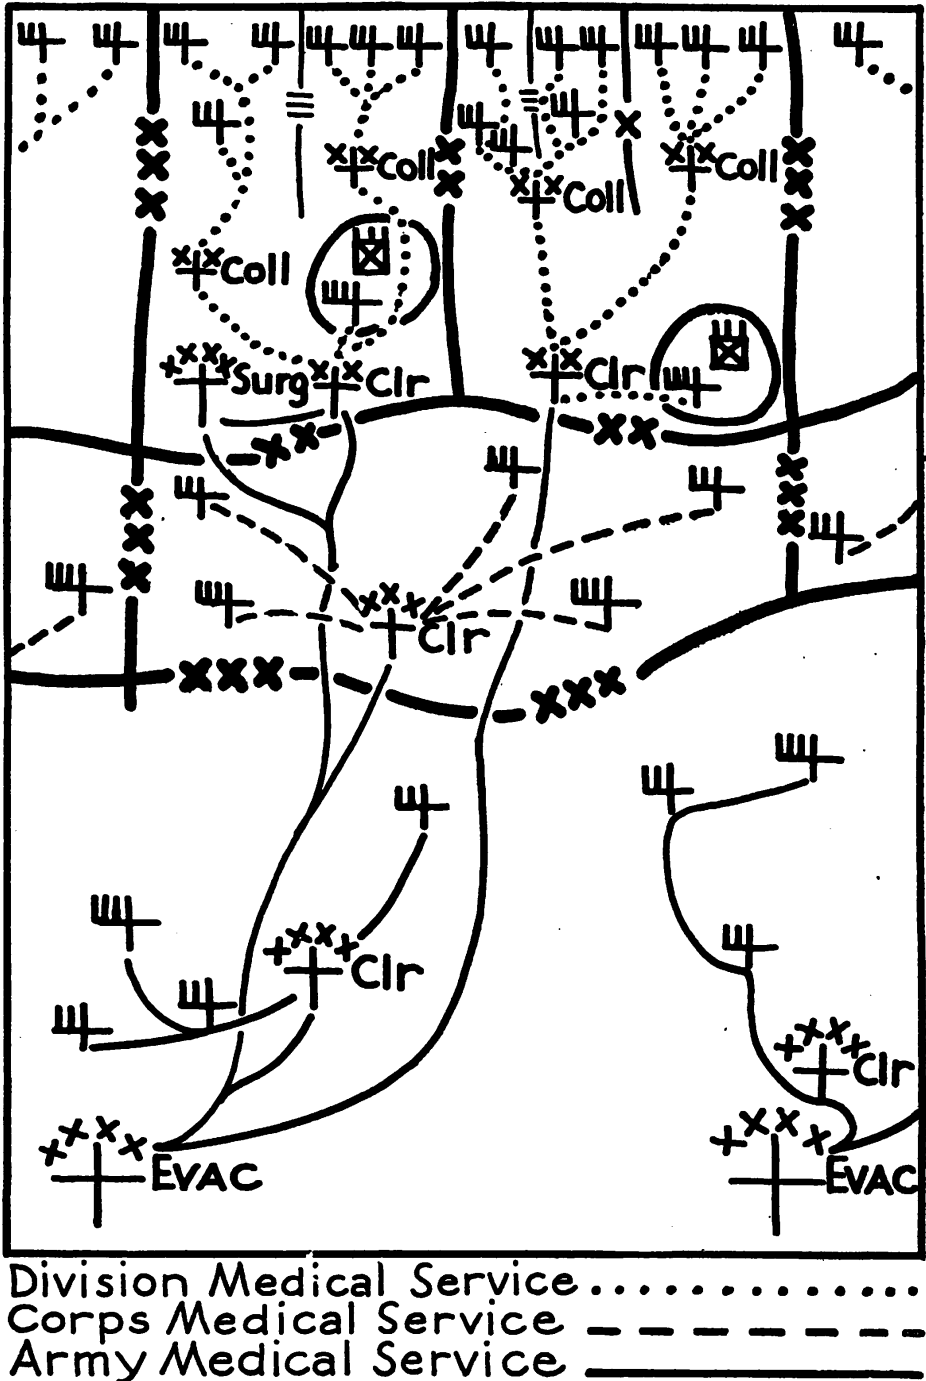 Coll
Coll
Coll
Coll
Surg
Clr
Clr
Clr
Clr
Clr
EVAC
EVAC
Division Medical Service
Corps Medical Service
Army Medical Service